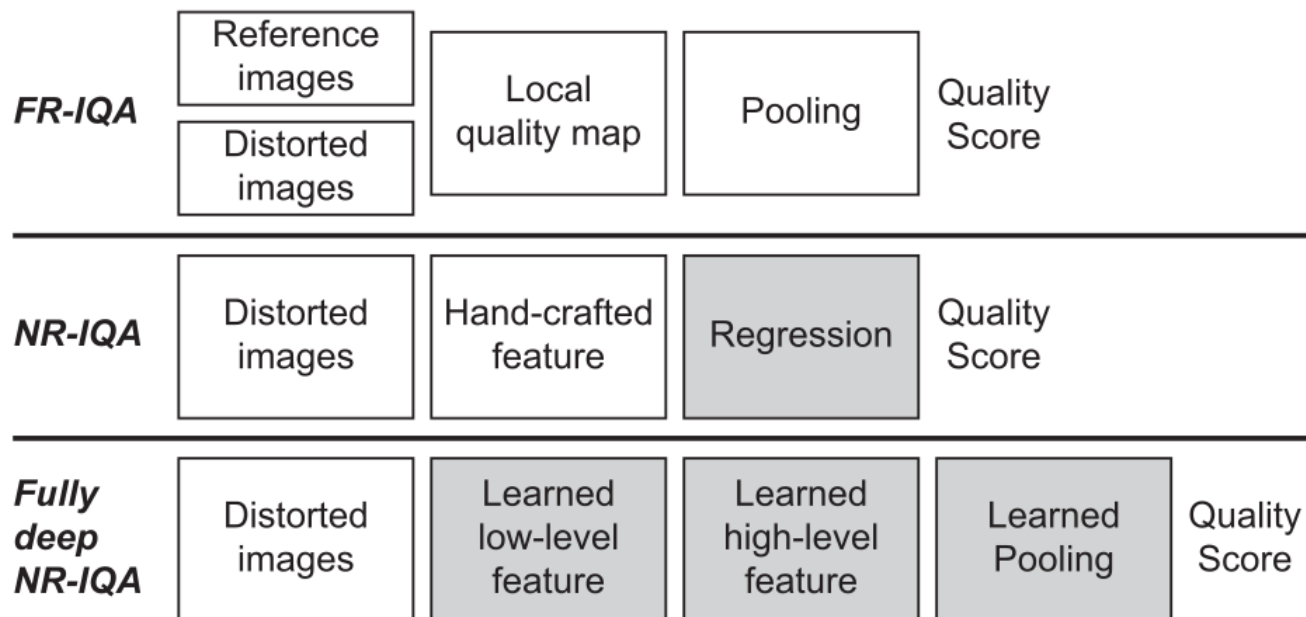 FR-IQA
Reference
images
Distorted
images
Local
quality map
Pooling
Quality
Score
NR-IQA
Distorted
images
Hand-crafted
feature
Regression
Quality
Score
Fully
deep
NR-IQA
Distorted
images
Learned
low-level
feature
Learned
high-level
feature
Learned
Pooling
Quality
Score